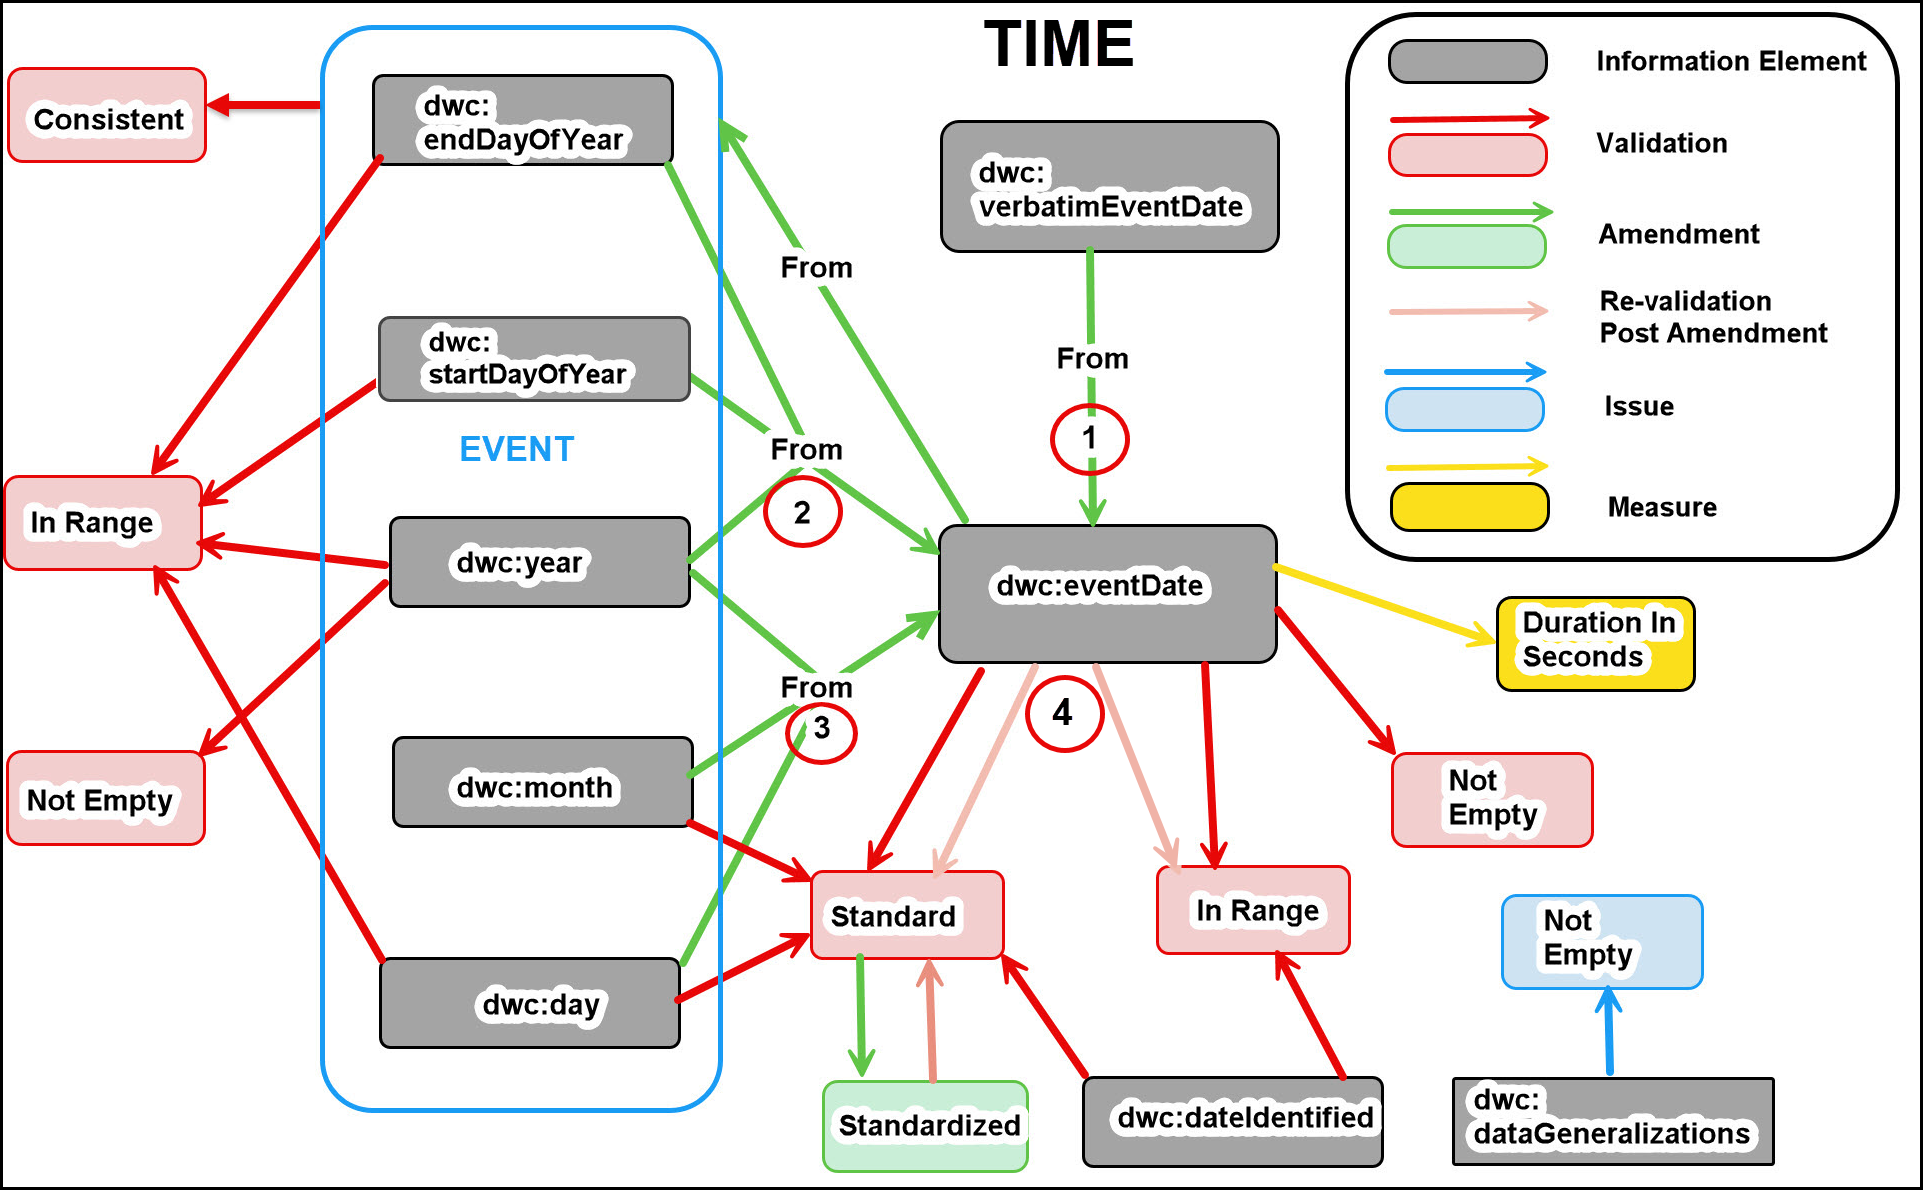 TIME
Information Element
Validation
Amendment
Re-validation
Post Amendment
Issue
Measure
Consistent
dwc:
endDayOfYear
dwc:
verbatimEventDate
From
From
dwc:
startDayOfYear
EVENT
From
1
2
In Range
dwc:year
dwc:eventDate
Duration In
Seconds
From
3
4
Not Empty
dwc:month
Not
Empty
Standard
In Range
Not
Empty
dwc:day
Standardized
dwc:dateIdentified
dwc:
dataGeneralizations